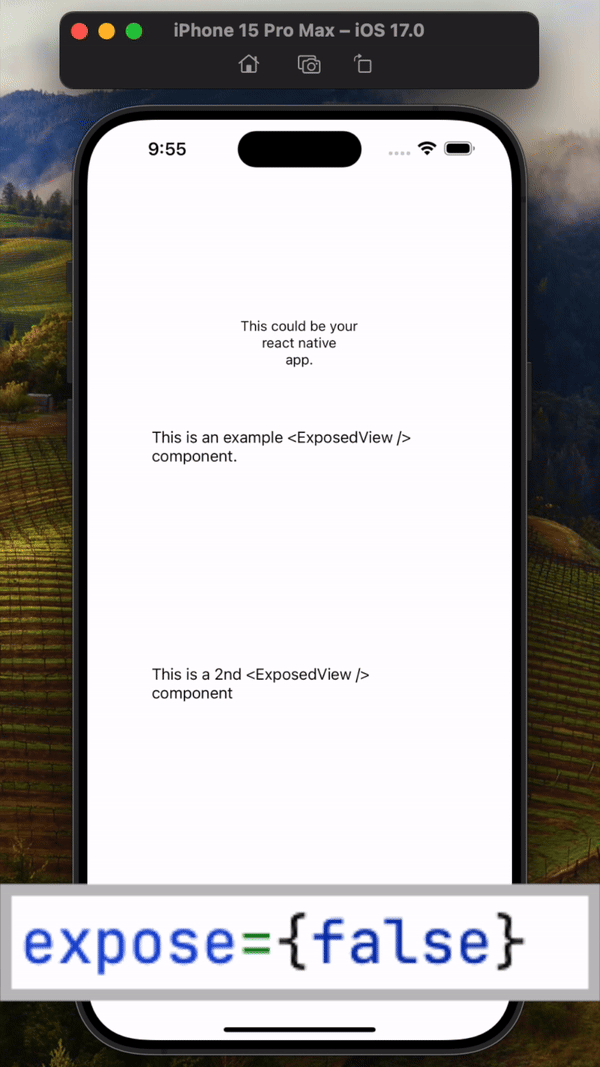 iPhone 15 Pro Max – iOS 17.0
9:55
This could be your
react native
app.
This is an example <ExposedView />
component.
This is a 2nd <ExposedView />
component
expose={false}